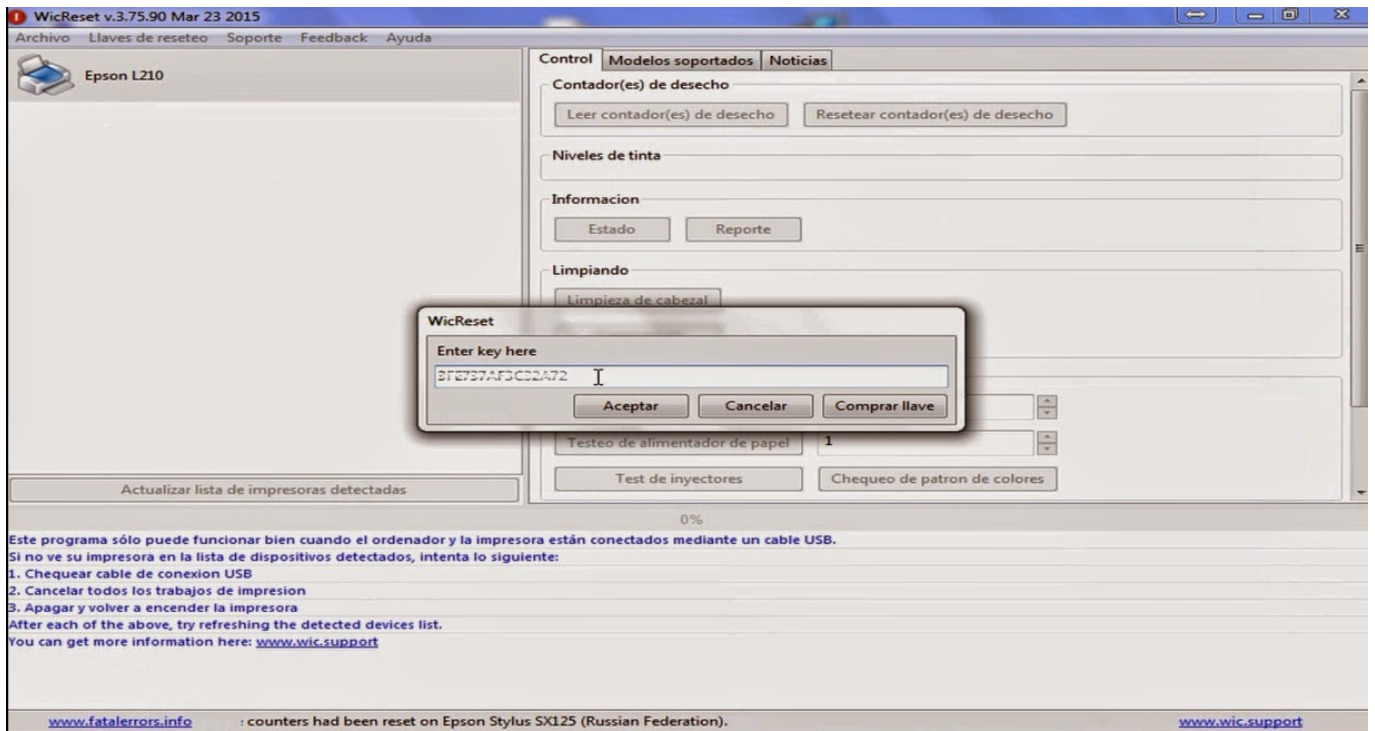 WicReset v.3.75.90 Mar 23 2015
Archivo Llaves de reseteo Soporte Feedback Ayuda
Epson L210
Control Modelos soportados Noticias
Contador(es) de desecho
Leer contador(es) de desecho Resetear contador(es) de desecho
Niveles de tinta
Informacion
Estado Reporte
Limpiando
Limpieza de cabezal
WicReset
Enter key here
Aceptar Cancelar Comprar llave
Testeo de alimentador de papel 1
Test de inyectores Chequeo de patron de colores
Actualizar lista de impresoras detectadas
0%
Este programa sólo puede funcionar bien cuando el ordenador y la impresora están conectados mediante un cable USB.
Si no ve su impresora en la lista de dispositivos detectados, intenta lo siguiente:
1. Chequear cable de conexion USB
2. Cancelar todos los trabajos de impresion
3. Apagar y volver a encender la impresora
After each of the above, try refreshing the detected devices list.
You can get more information here: www.wic.support
www.fatalerrors.info : counters had been reset on Epson Stylus SX125 (Russian Federation). www.wic.support